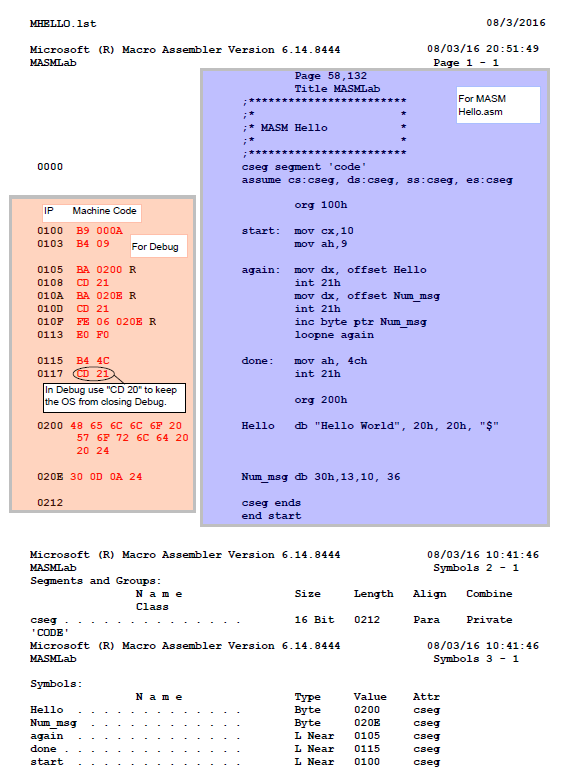 MHELLO.lst 08/3/2016
Microsoft (R) Macro Assembler Version 6.14.8444 08/03/16 20:51:49
MASMLab Page 1 - 1
Page 58,132
Title MASMLab
;************************
;* *
;* MASM Hello *
;* *
;************************
For MASM
Hello.asm
0000 cseg segment 'code'
assume cs:cseg, ds:cseg, ss:cseg, es:cseg
org 100h
IP Machine Code
0100 B9 000A start: mov cx,10
0103 B4 09 mov ah,9
For Debug
0105 BA 0200 R again: mov dx, offset Hello
0108 CD 21 int 21h
010A BA 020E R mov dx, offset Num_msg
010D CD 21 int 21h
010F FE 06 020E R inc byte ptr Num_msg
0113 E0 F0 loopne again
0115 B4 4C done: mov ah, 4ch
0117 CD 21 int 21h
In Debug use "CD 20" to keep
the OS from closing Debug.
org 200h
0200 48 65 6C 6C 6F 20 Hello db "Hello World", 20h, 20h, "$"
57 6F 72 6C 64 20
20 24
020E 30 0D 0A 24 Num_msg db 30h,13,10, 36
0212 cseg ends
end start
Microsoft (R) Macro Assembler Version 6.14.8444 08/03/16 10:41:46
MASMLab Symbols 2 - 1
Segments and Groups:
N a m e Size Length Align Combine
Class
cseg . . . . . . . . . . . . . . 16 Bit 0212 Para Private
'CODE'
Microsoft (R) Macro Assembler Version 6.14.8444 08/03/16 10:41:46
MASMLab Symbols 3 - 1
Symbols:
N a m e Type Value Attr
Hello . . . . . . . . . . . . . Byte 0200 cseg
Num_msg . . . . . . . . . . . . Byte 020E cseg
again . . . . . . . . . . . . . L Near 0105 cseg
done . . . . . . . . . . . . . . L Near 0115 cseg
start . . . . . . . . . . . . . L Near 0100 cseg